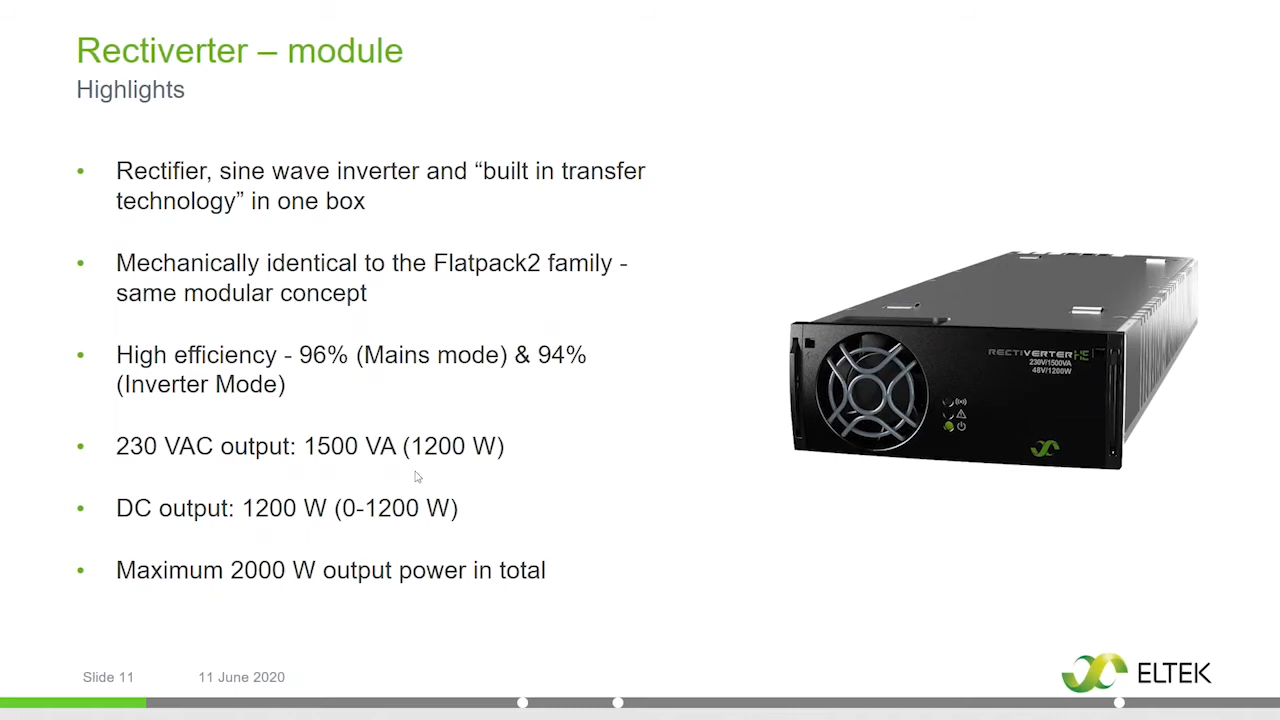 Rectiverter – module
Highlights
• Rectifier, sine wave inverter and “built in transfer
technology” in one box
• Mechanically identical to the Flatpack2 family -
same modular concept
• High efficiency - 96% (Mains mode) & 94%
(Inverter Mode)
• 230 VAC output: 1500 VA (1200 W)
• DC output: 1200 W (0-1200 W)
• Maximum 2000 W output power in total
RECTIVERTER HE
230V/1500VA
48V/1200W
Slide 11 11 June 2020
ELTEK